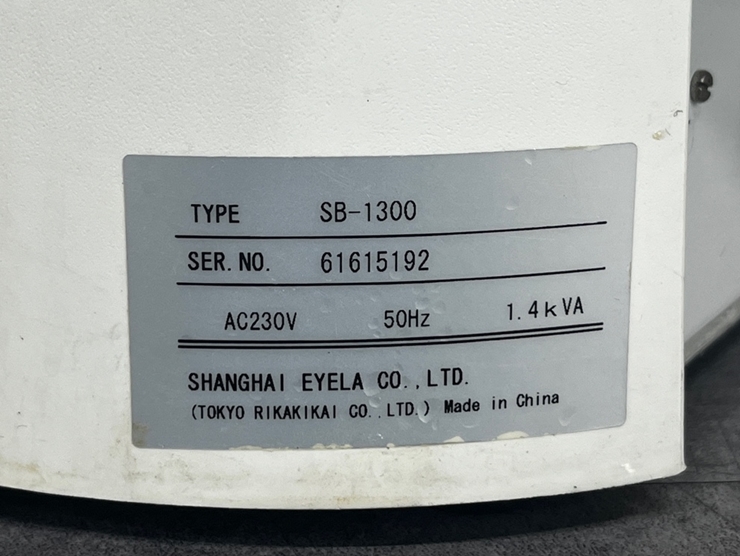 TYPE SB-1300
SER. NO. 61615192
AC230V 50Hz 1.4kVA
SHANGHAI EYELA CO., LTD.
(TOKYO RIKAKIKAI CO., LTD.) Made in China